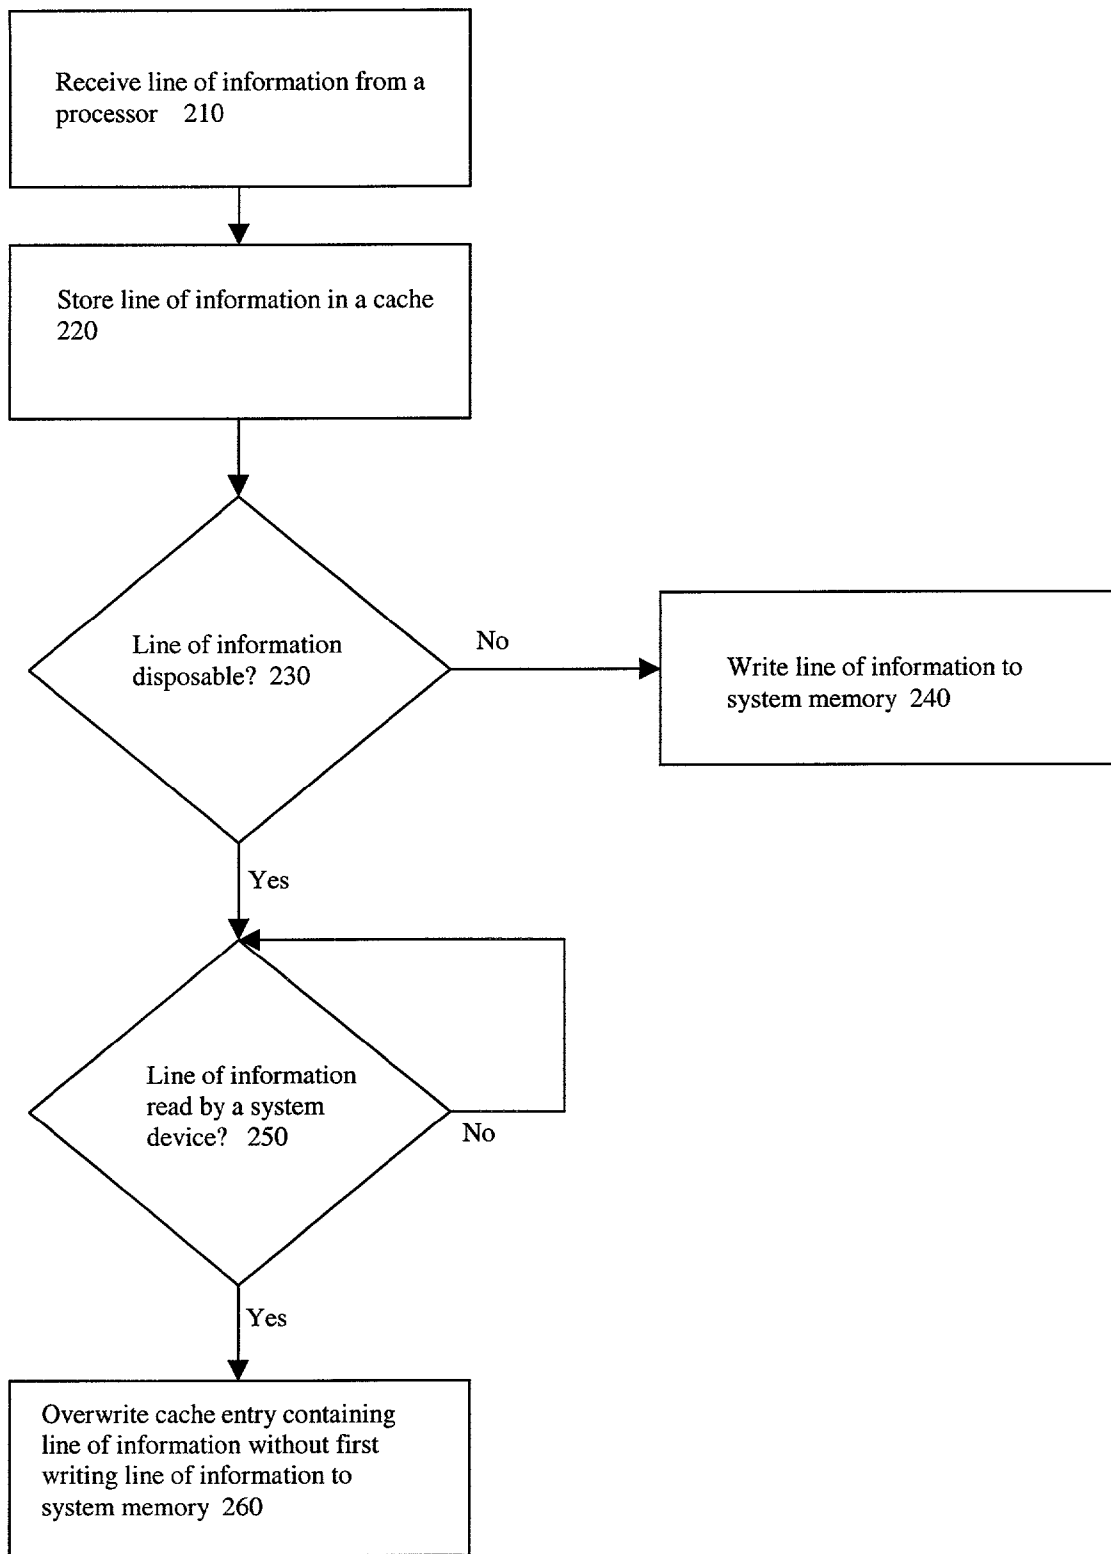 Receive line of information from a
processor 210
Store line of information in a cache
220
Line of information
disposable? 230
No
Write line of information to
system memory 240
Yes
Line of information
read by a system
device? 250
No
Yes
Overwrite cache entry containing
line of information without first
writing line of information to
system memory 260